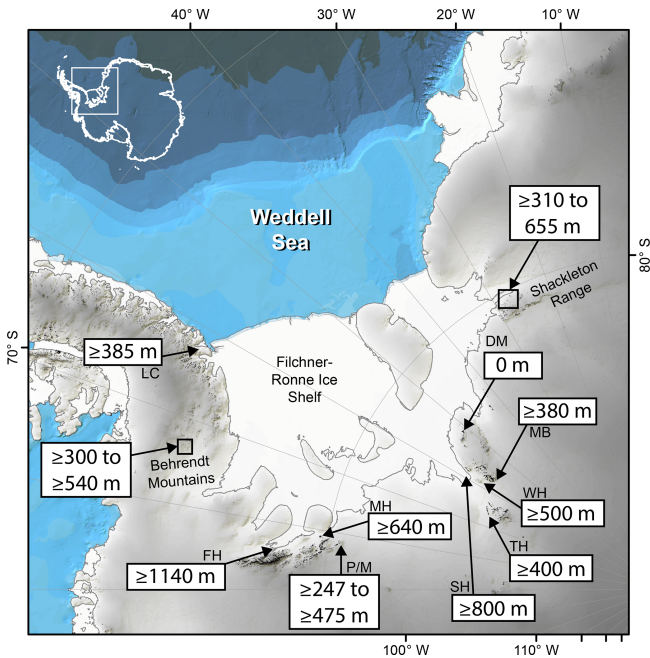 40° W
30° W
20° W
10° W
Weddell
Sea
≥310 to
655 m
80° S
Shackleton
Range
70° S
≥385 m
LC
Filchner-
Ronne Ice
Shelf
DM
0 m
≥380 m
MB
≥300 to
≥540 m
Behrendt
Mountains
WH
≥500 m
MH
≥640 m
TH
≥400 m
FH
≥1140 m
P/M
≥247 to
≥475 m
SH
≥800 m
100° W
110° W